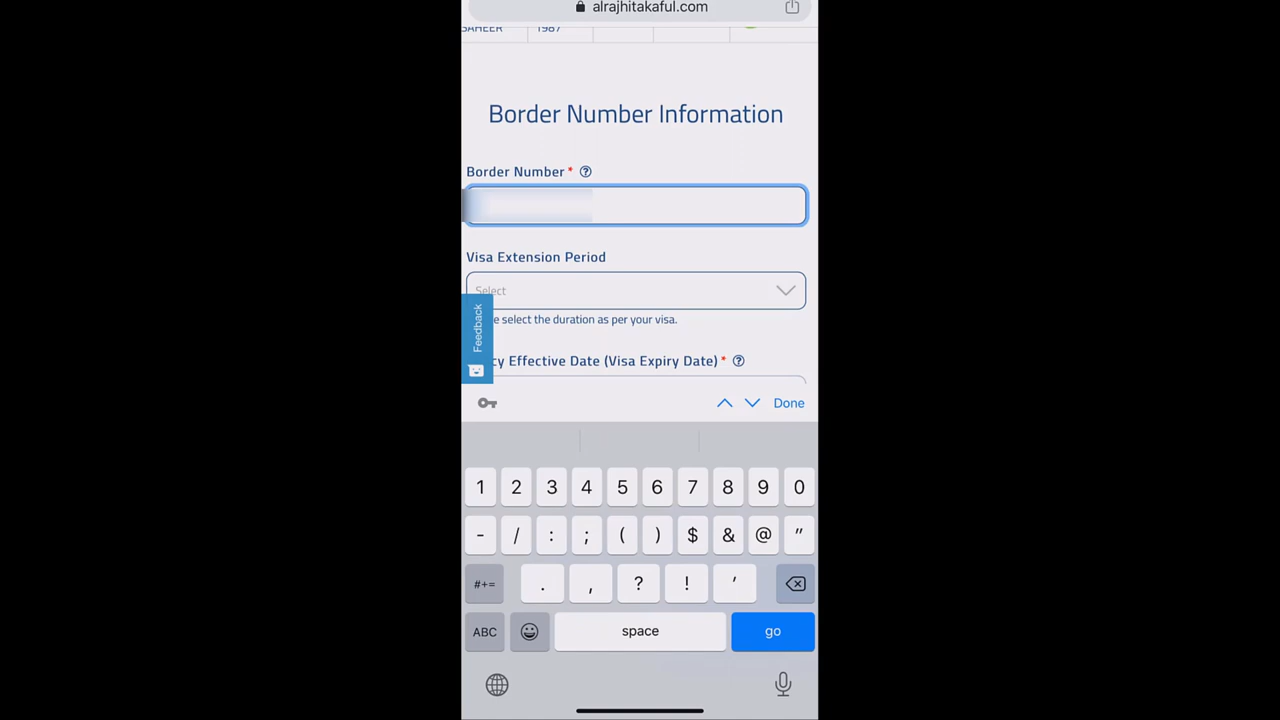 alrajhitakaful.com
SAHEER 1987
Border Number Information
Border Number *
Visa Extension Period
Select
select the duration as per your visa.
Feedback
Effective Date (Visa Expiry Date) *
Done
1 2 3 4 5 6 7 8 9 0
- / : ; ( ) $ & @ "
#+= . , ? ! '
ABC space go